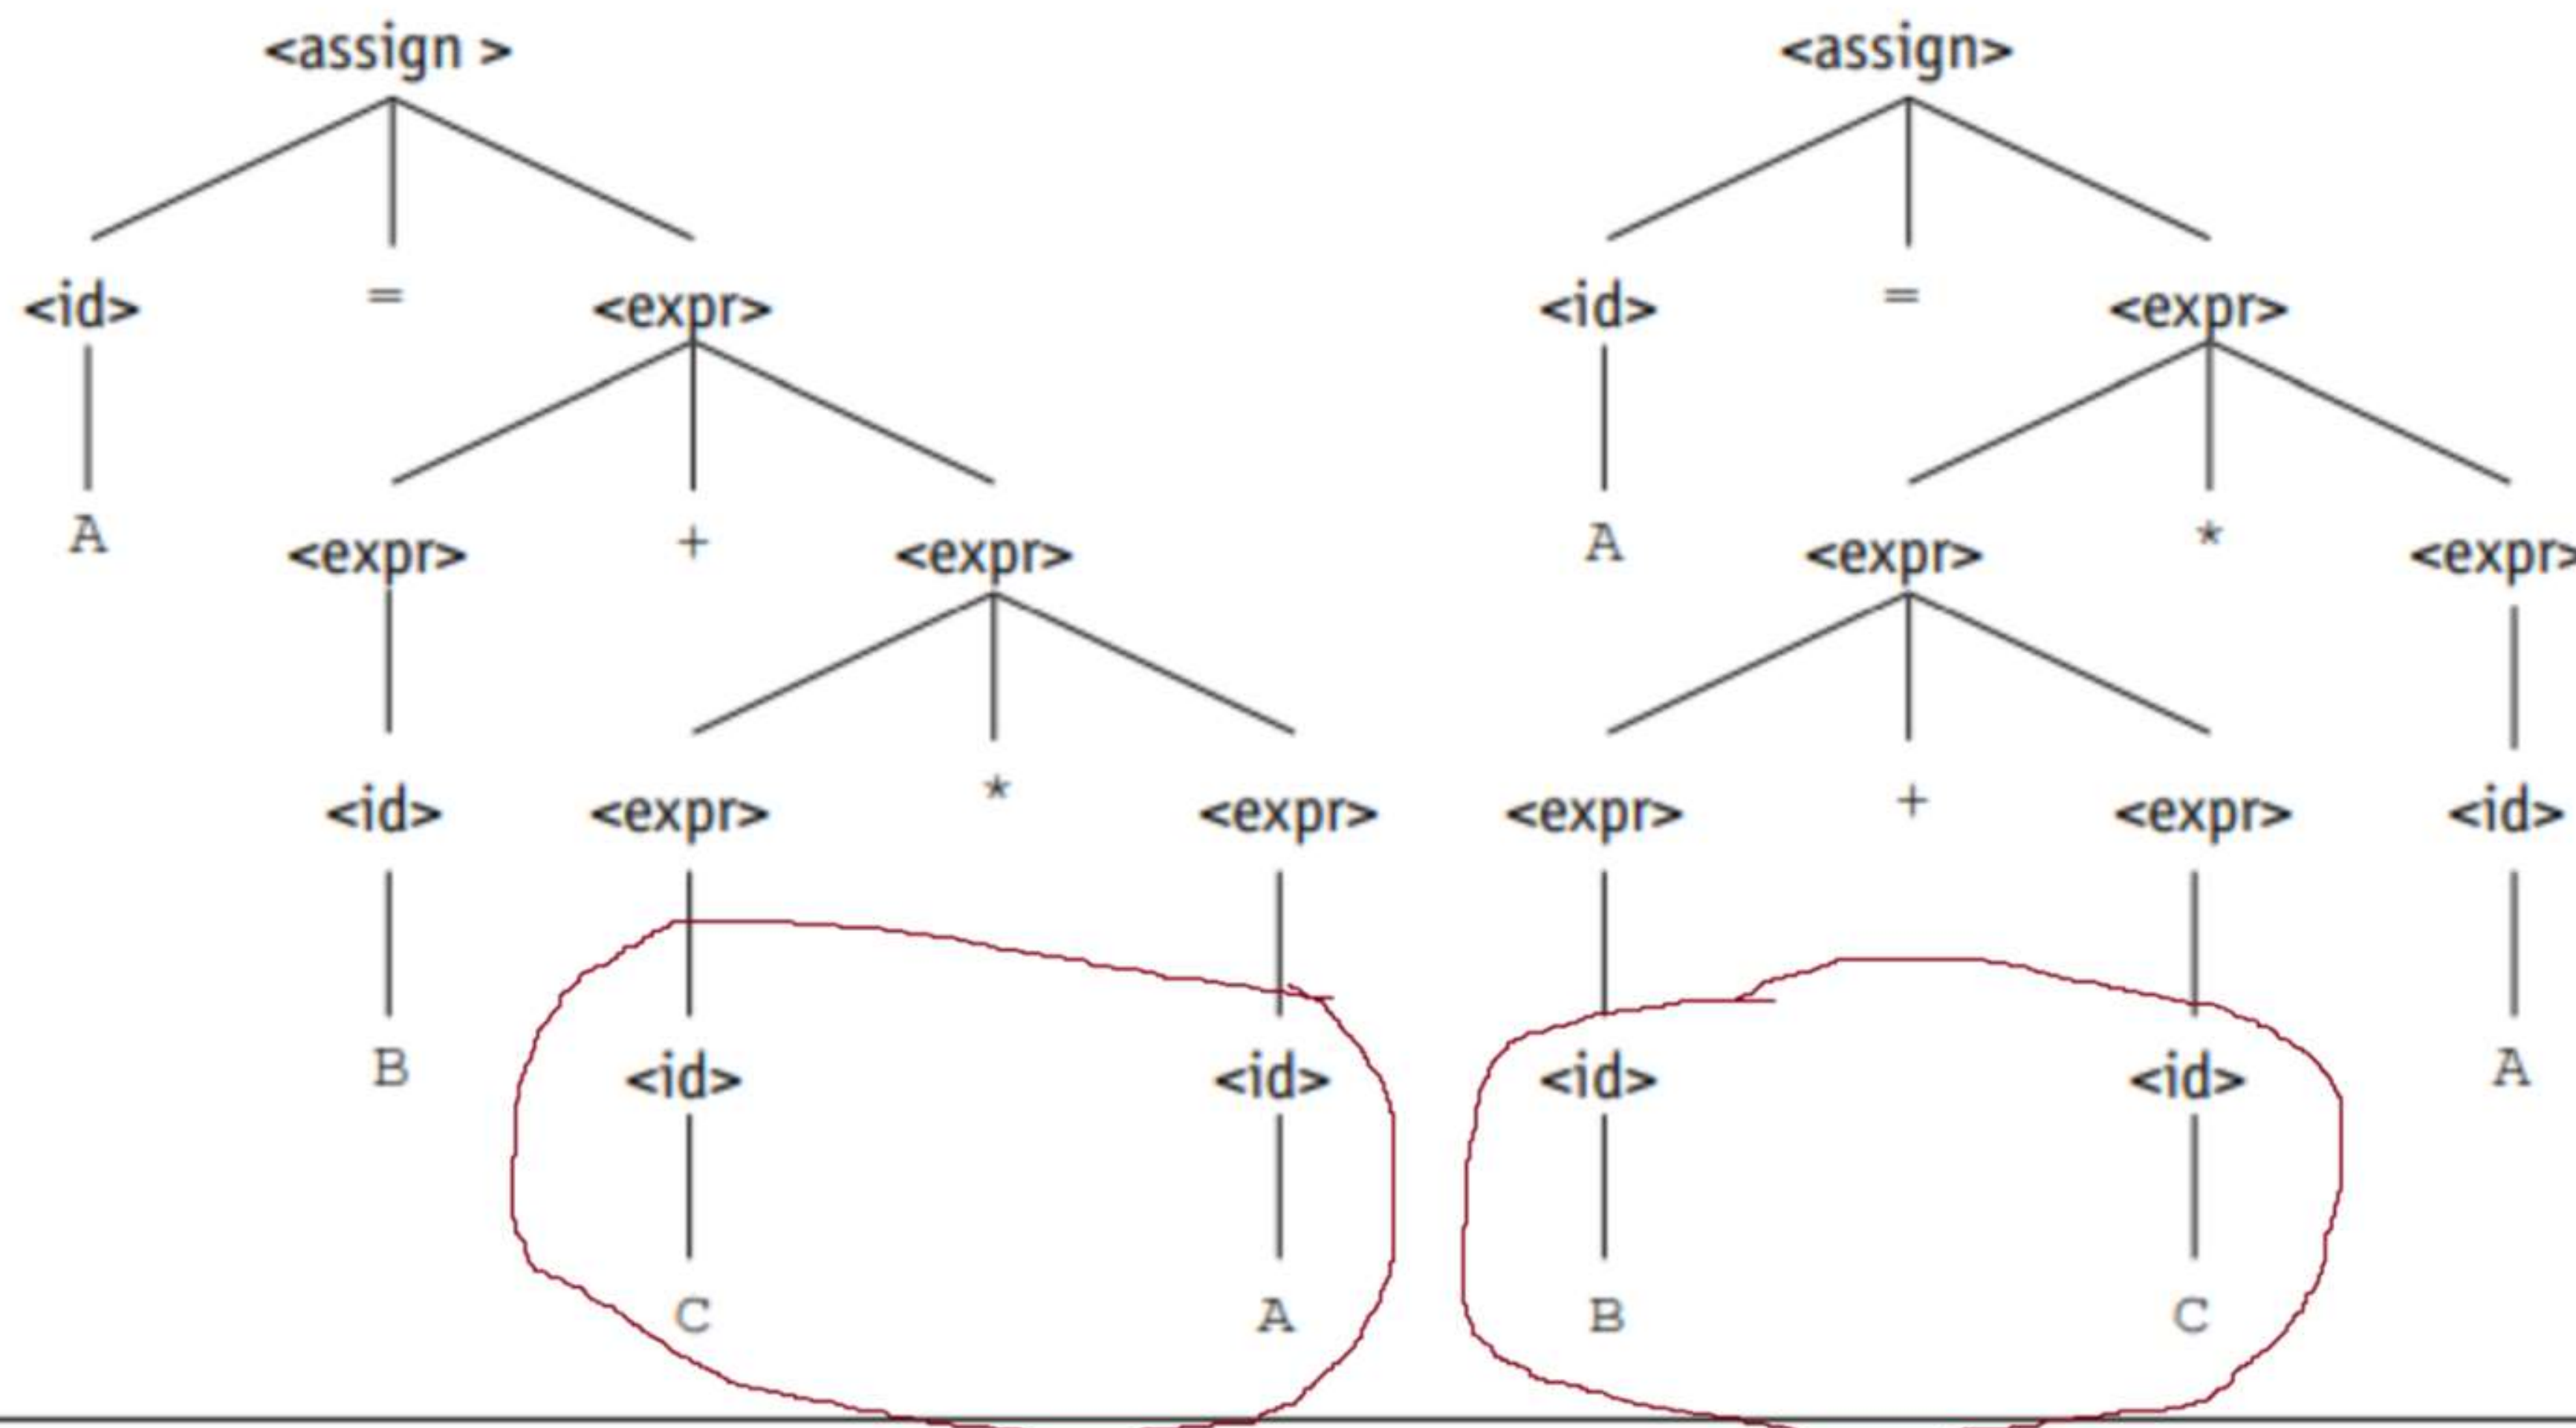 <assign > <assign>
<id> = <expr> <id> = <expr>
A <expr> + <expr> A <expr> * <expr>
<id> <expr> * <expr> <expr> + <expr> <id>
B <id> <id> <id> <id> A
C A B C